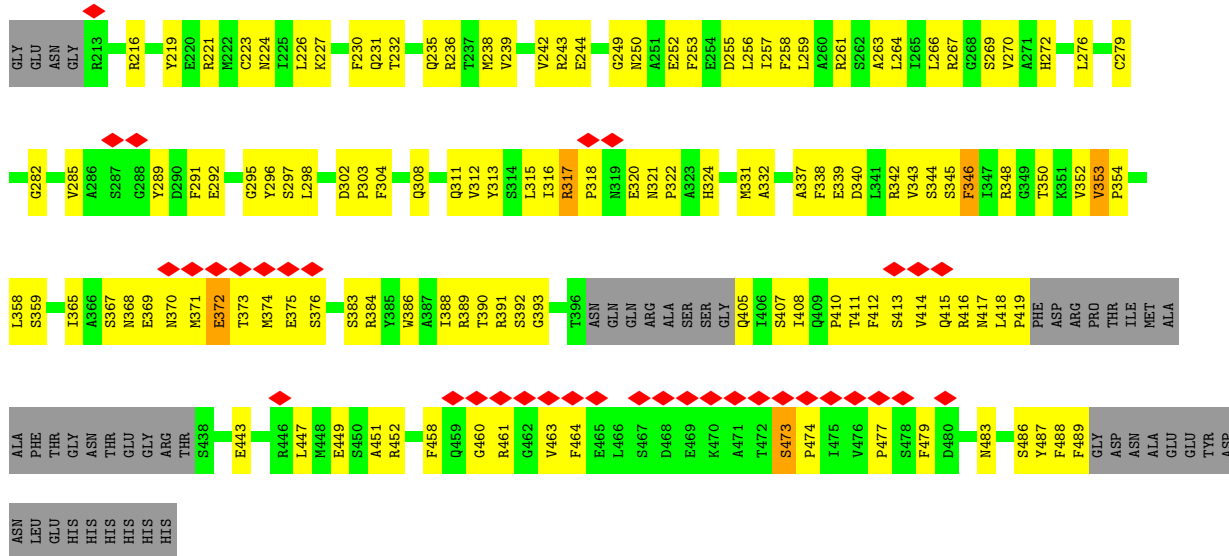 GLY GLU ASN GLY R213 R216 Y219 E220 R221 M222 C223 N224 I225 L226 K227 F230 Q231 T232 Q235 R236 T237 M238 V239 V242 R243 E244 G249 N250 A251 E252 F253 E254 D255 L256 I257 F258 L259 A260 R261 S262 A263 L264 I265 L266 R267 G268 S269 V270 A271 H272 L276 C279
G282 V285 A286 S287 G288 Y289 D290 F291 E292 G295 Y296 S297 L298 D302 P303 F304 Q308 Q311 V312 Y313 S314 L315 I316 R317 P318 N319 E320 N321 P322 A323 H324 M331 A332 A337 F338 E339 D340 L341 R342 V343 S344 S345 F346 I347 R348 G349 T350 K351 V352 V353 P354
L358 S359 I365 A366 S367 N368 E369 N370 M371 E372 T373 M374 E375 S376 S383 R384 Y385 W386 A387 I388 R389 T390 R391 S392 G393 T396 ASN GLN GLN ARG ALA SER SER GLY Q405 I406 S407 I408 Q409 P410 T411 F412 S413 V414 Q415 R416 N417 L418 P419 PHE ASP ARG PRO THR ILE MET ALA
ALA PHE THR GLY ASN THR GLU GLY ARG THR S438 E443 R446 L447 M448 E449 S450 A451 R452 F458 Q459 G460 R461 G462 V463 F464 E465 L466 S467 D468 E469 K470 A471 T472 S473 P474 I475 V476 P477 S478 F479 D480 N483 S486 Y487 F488 F489 GLY ASP ASN ALA GLU GLU TYR ASP
ASN LEU GLU HIS HIS HIS HIS HIS HIS